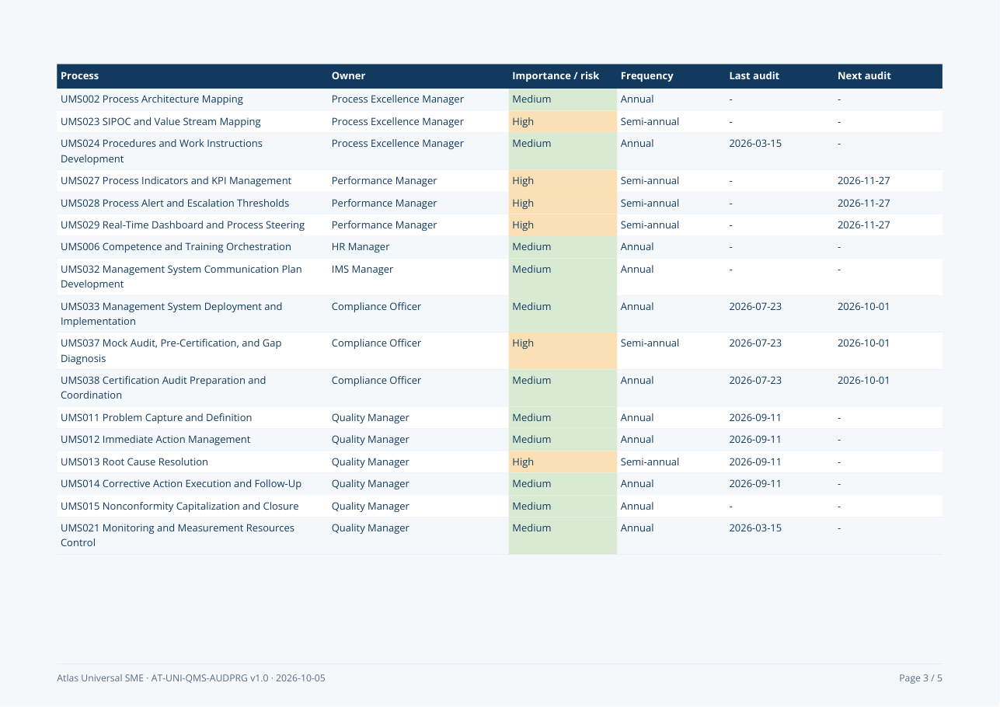 Process Owner Importance / risk Frequency Last audit Next audit
UMS002 Process Architecture Mapping Process Excellence Manager Medium Annual - -
UMS023 SIPOC and Value Stream Mapping Process Excellence Manager High Semi-annual - -
UMS024 Procedures and Work Instructions Process Excellence Manager Medium Annual 2026-03-15 -
Development
UMS027 Process Indicators and KPI Management Performance Manager High Semi-annual - 2026-11-27
UMS028 Process Alert and Escalation Thresholds Performance Manager High Semi-annual - 2026-11-27
UMS029 Real-Time Dashboard and Process Steering Performance Manager High Semi-annual - 2026-11-27
UMS006 Competence and Training Orchestration HR Manager Medium Annual - -
UMS032 Management System Communication Plan IMS Manager Medium Annual - -
Development
UMS033 Management System Deployment and Compliance Officer Medium Annual 2026-07-23 2026-10-01
Implementation
UMS037 Mock Audit, Pre-Certification, and Gap Compliance Officer High Semi-annual 2026-07-23 2026-10-01
Diagnosis
UMS038 Certification Audit Preparation and Compliance Officer Medium Annual 2026-07-23 2026-10-01
Coordination
UMS011 Problem Capture and Definition Quality Manager Medium Annual 2026-09-11 -
UMS012 Immediate Action Management Quality Manager Medium Annual 2026-09-11 -
UMS013 Root Cause Resolution Quality Manager High Semi-annual 2026-09-11 -
UMS014 Corrective Action Execution and Follow-Up Quality Manager Medium Annual 2026-09-11 -
UMS015 Nonconformity Capitalization and Closure Quality Manager Medium Annual - -
UMS021 Monitoring and Measurement Resources Quality Manager Medium Annual 2026-03-15 -
Control
Atlas Universal SME · AT-UNI-QMS-AUDPRG v1.0 · 2026-10-05 Page 3 / 5